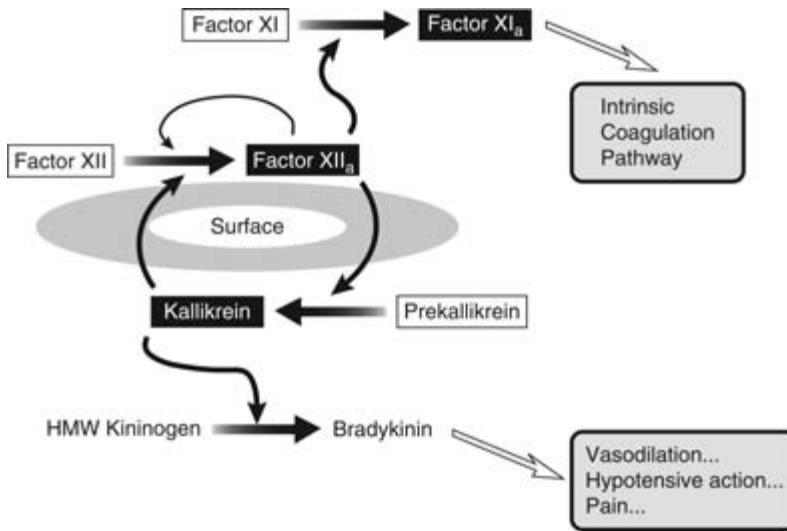 Factor XI
Factor XIₐ
Intrinsic
Coagulation
Pathway
Factor XII
Factor XIIₐ
Surface
Kallikrein
Prekallikrein
HMW Kininogen
Bradykinin
Vasodilation...
Hypotensive action...
Pain...